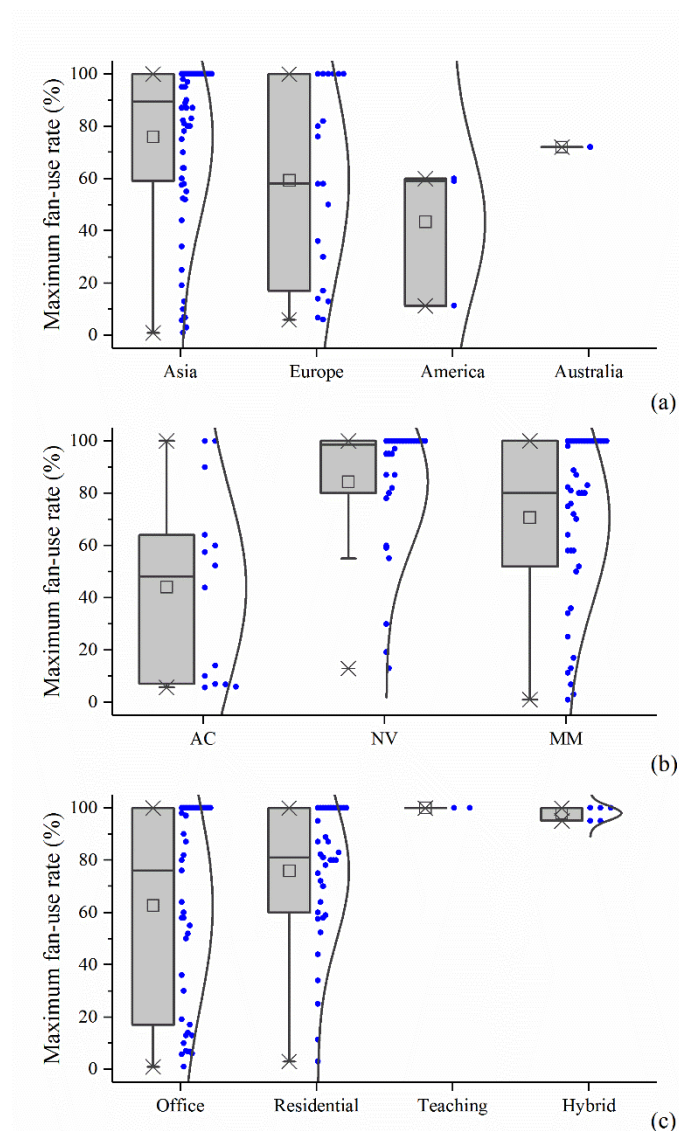 Maximum fan-use rate (%)
100
80
60
40
20
0
Asia Europe America Australia
(a)
Maximum fan-use rate (%)
100
80
60
40
20
0
AC NV MM
(b)
Maximum fan-use rate (%)
100
80
60
40
20
0
Office Residential Teaching Hybrid
(c)